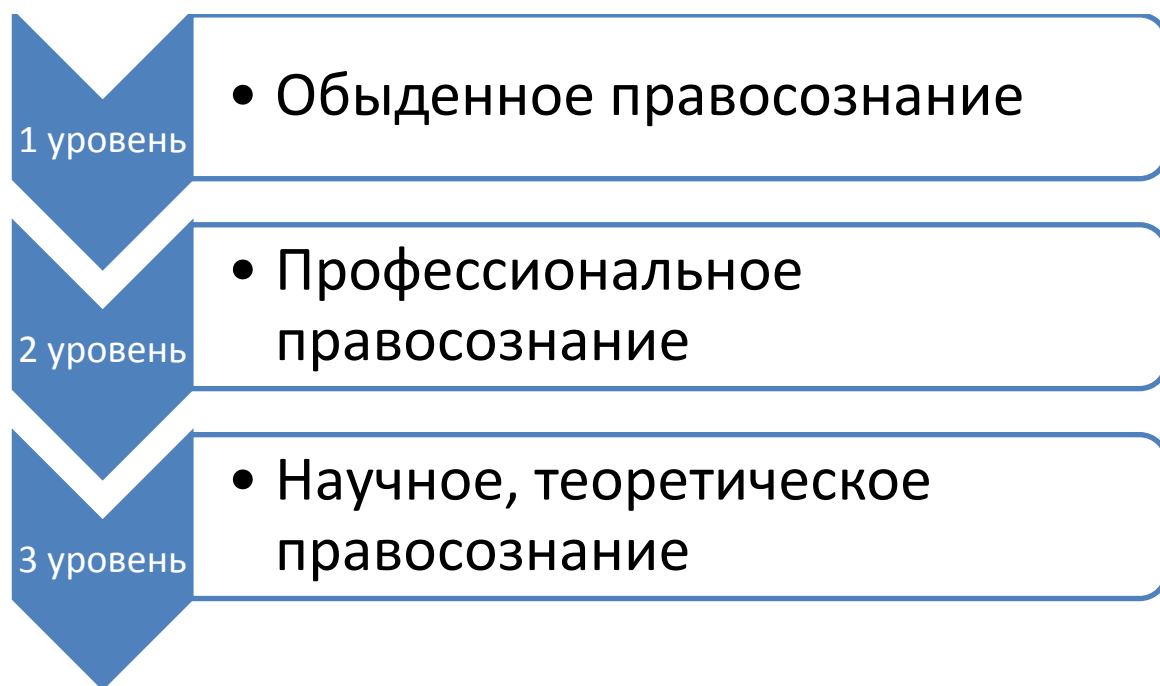 1 уровень
• Обыденное правосознание
2 уровень
• Профессиональное
правосознание
3 уровень
• Научное, теоретическое
правосознание